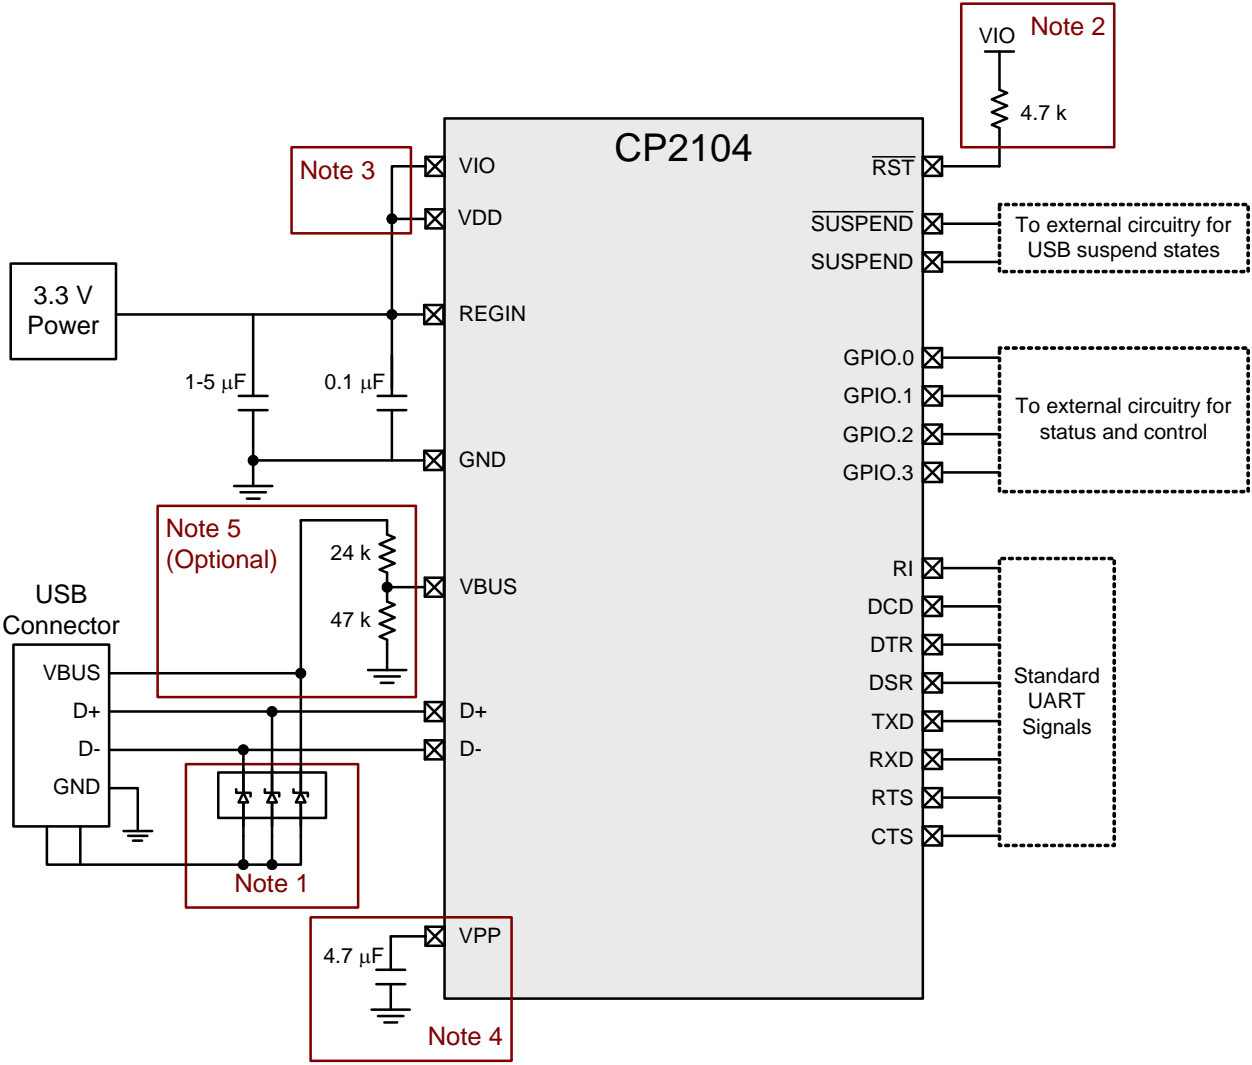 VIO
Note 2
4.7 k
CP2104
Note 3
VIO
VDD
REGIN
GND
VBUS
D+
D-
VPP
RST
SUSPEND
SUSPEND
GPIO.0
GPIO.1
GPIO.2
GPIO.3
RI
DCD
DTR
DSR
TXD
RXD
RTS
CTS
To external circuitry for
USB suspend states
To external circuitry for
status and control
Standard
UART
Signals
3.3 V
Power
1-5 μF
0.1 μF
Note 5
(Optional)
24 k
47 k
USB
Connector
VBUS
D+
D-
GND
Note 1
4.7 μF
Note 4